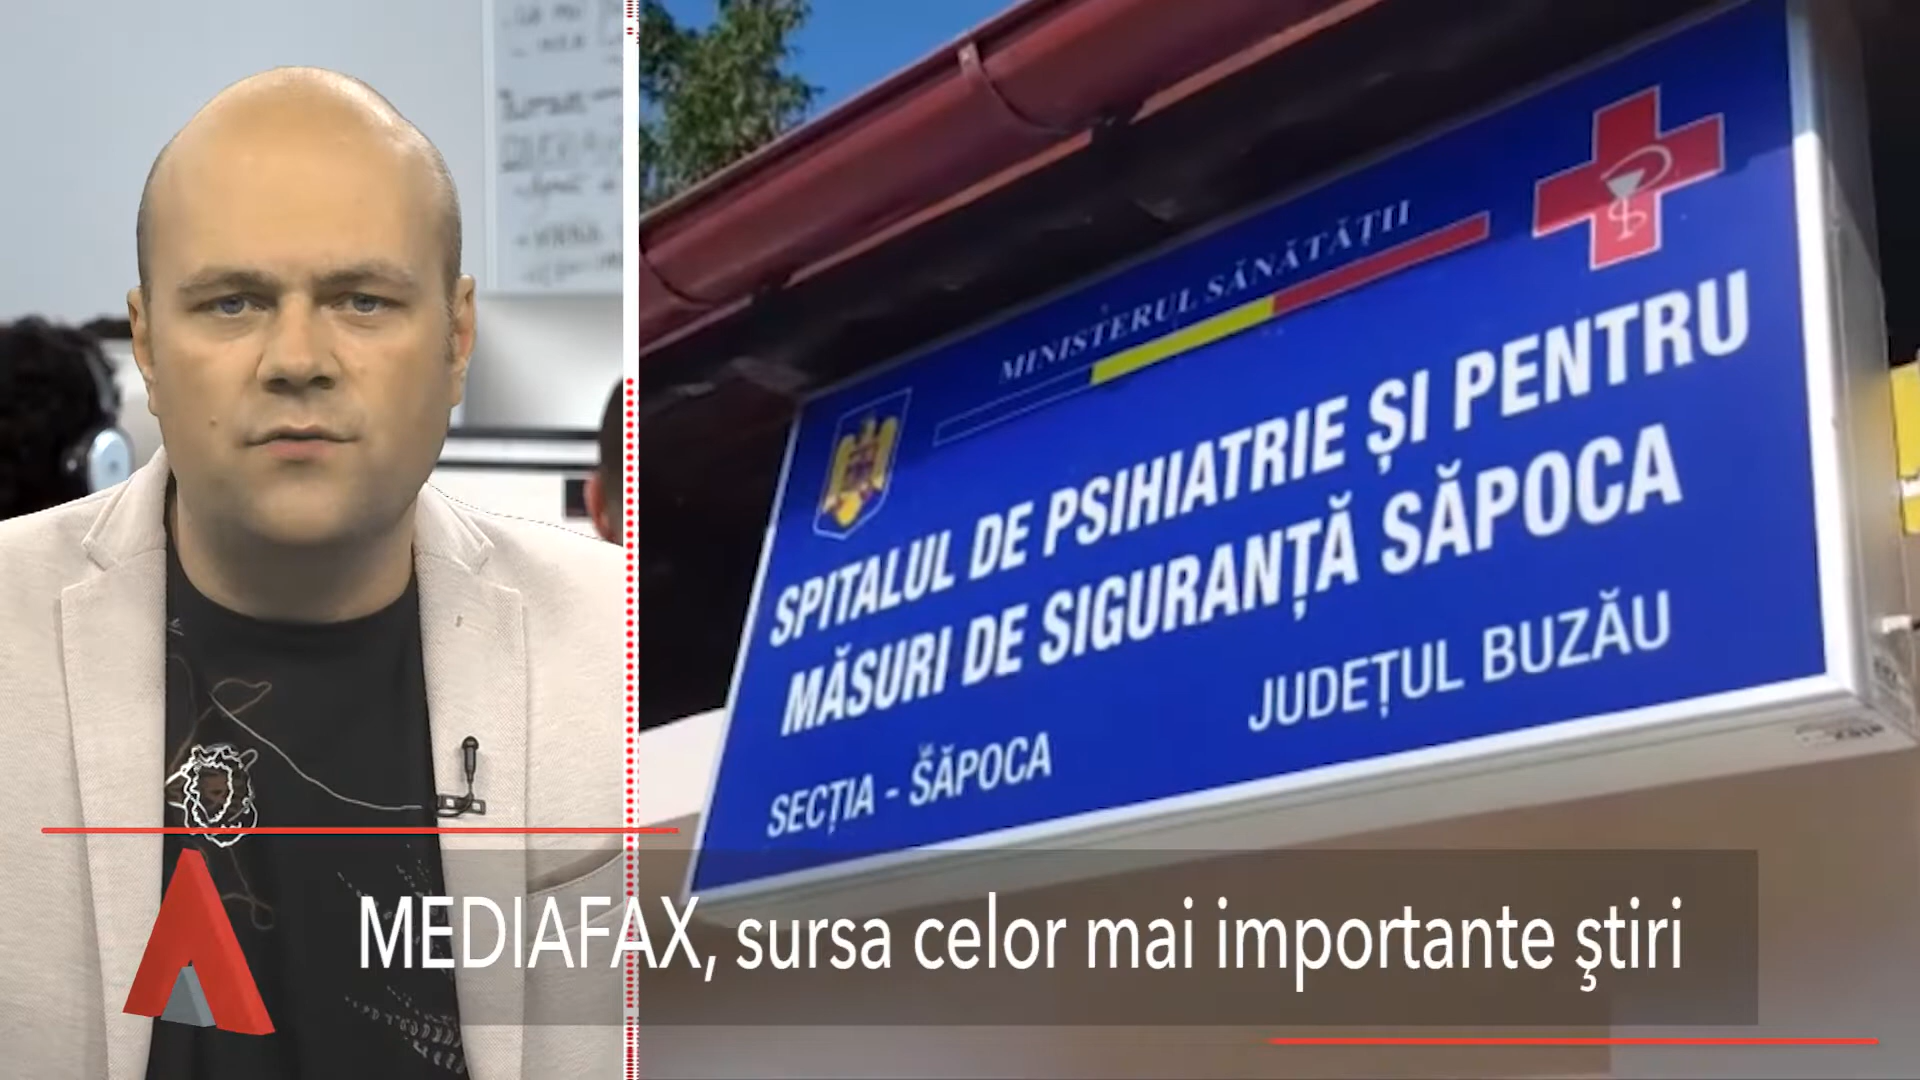 MINISTERUL SĂNĂTĂȚII
SPITALUL DE PSIHIATRIE ȘI PENTRU
MĂSURI DE SIGURANȚĂ SĂPOCA
JUDEȚUL BUZĂU
SECȚIA - SĂPOCA
MEDIAFAX, sursa celor mai importante ştiri